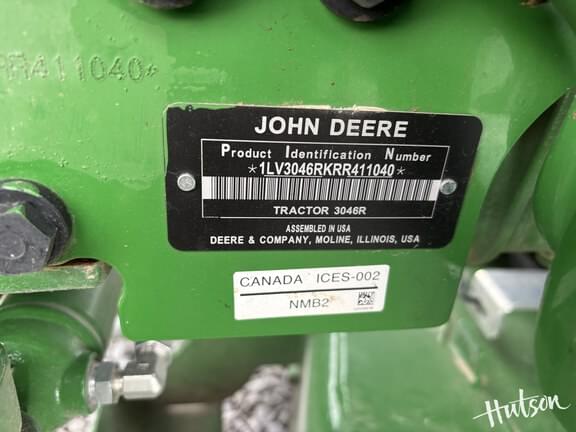 RR411040*
JOHN DEERE
Product Identification Number
*1LV3046RKRR411040*
TRACTOR 3046R
ASSEMBLED IN USA
DEERE & COMPANY, MOLINE, ILLINOIS, USA
CANADA ICES-002
NMB2
Hutson